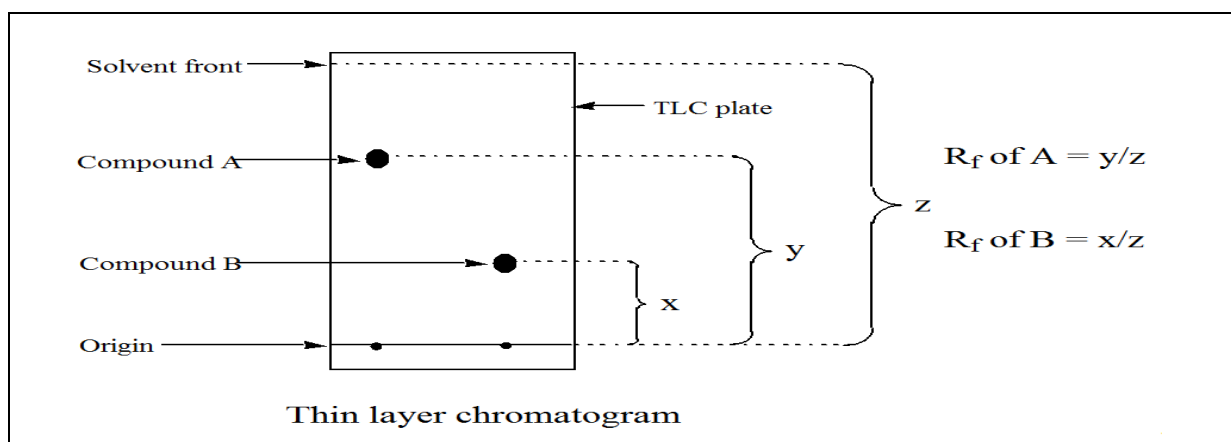 Solvent front
TLC plate
Compound A
R_f of A = y/z
z
R_f of B = x/z
y
Compound B
x
Origin
Thin layer chromatogram